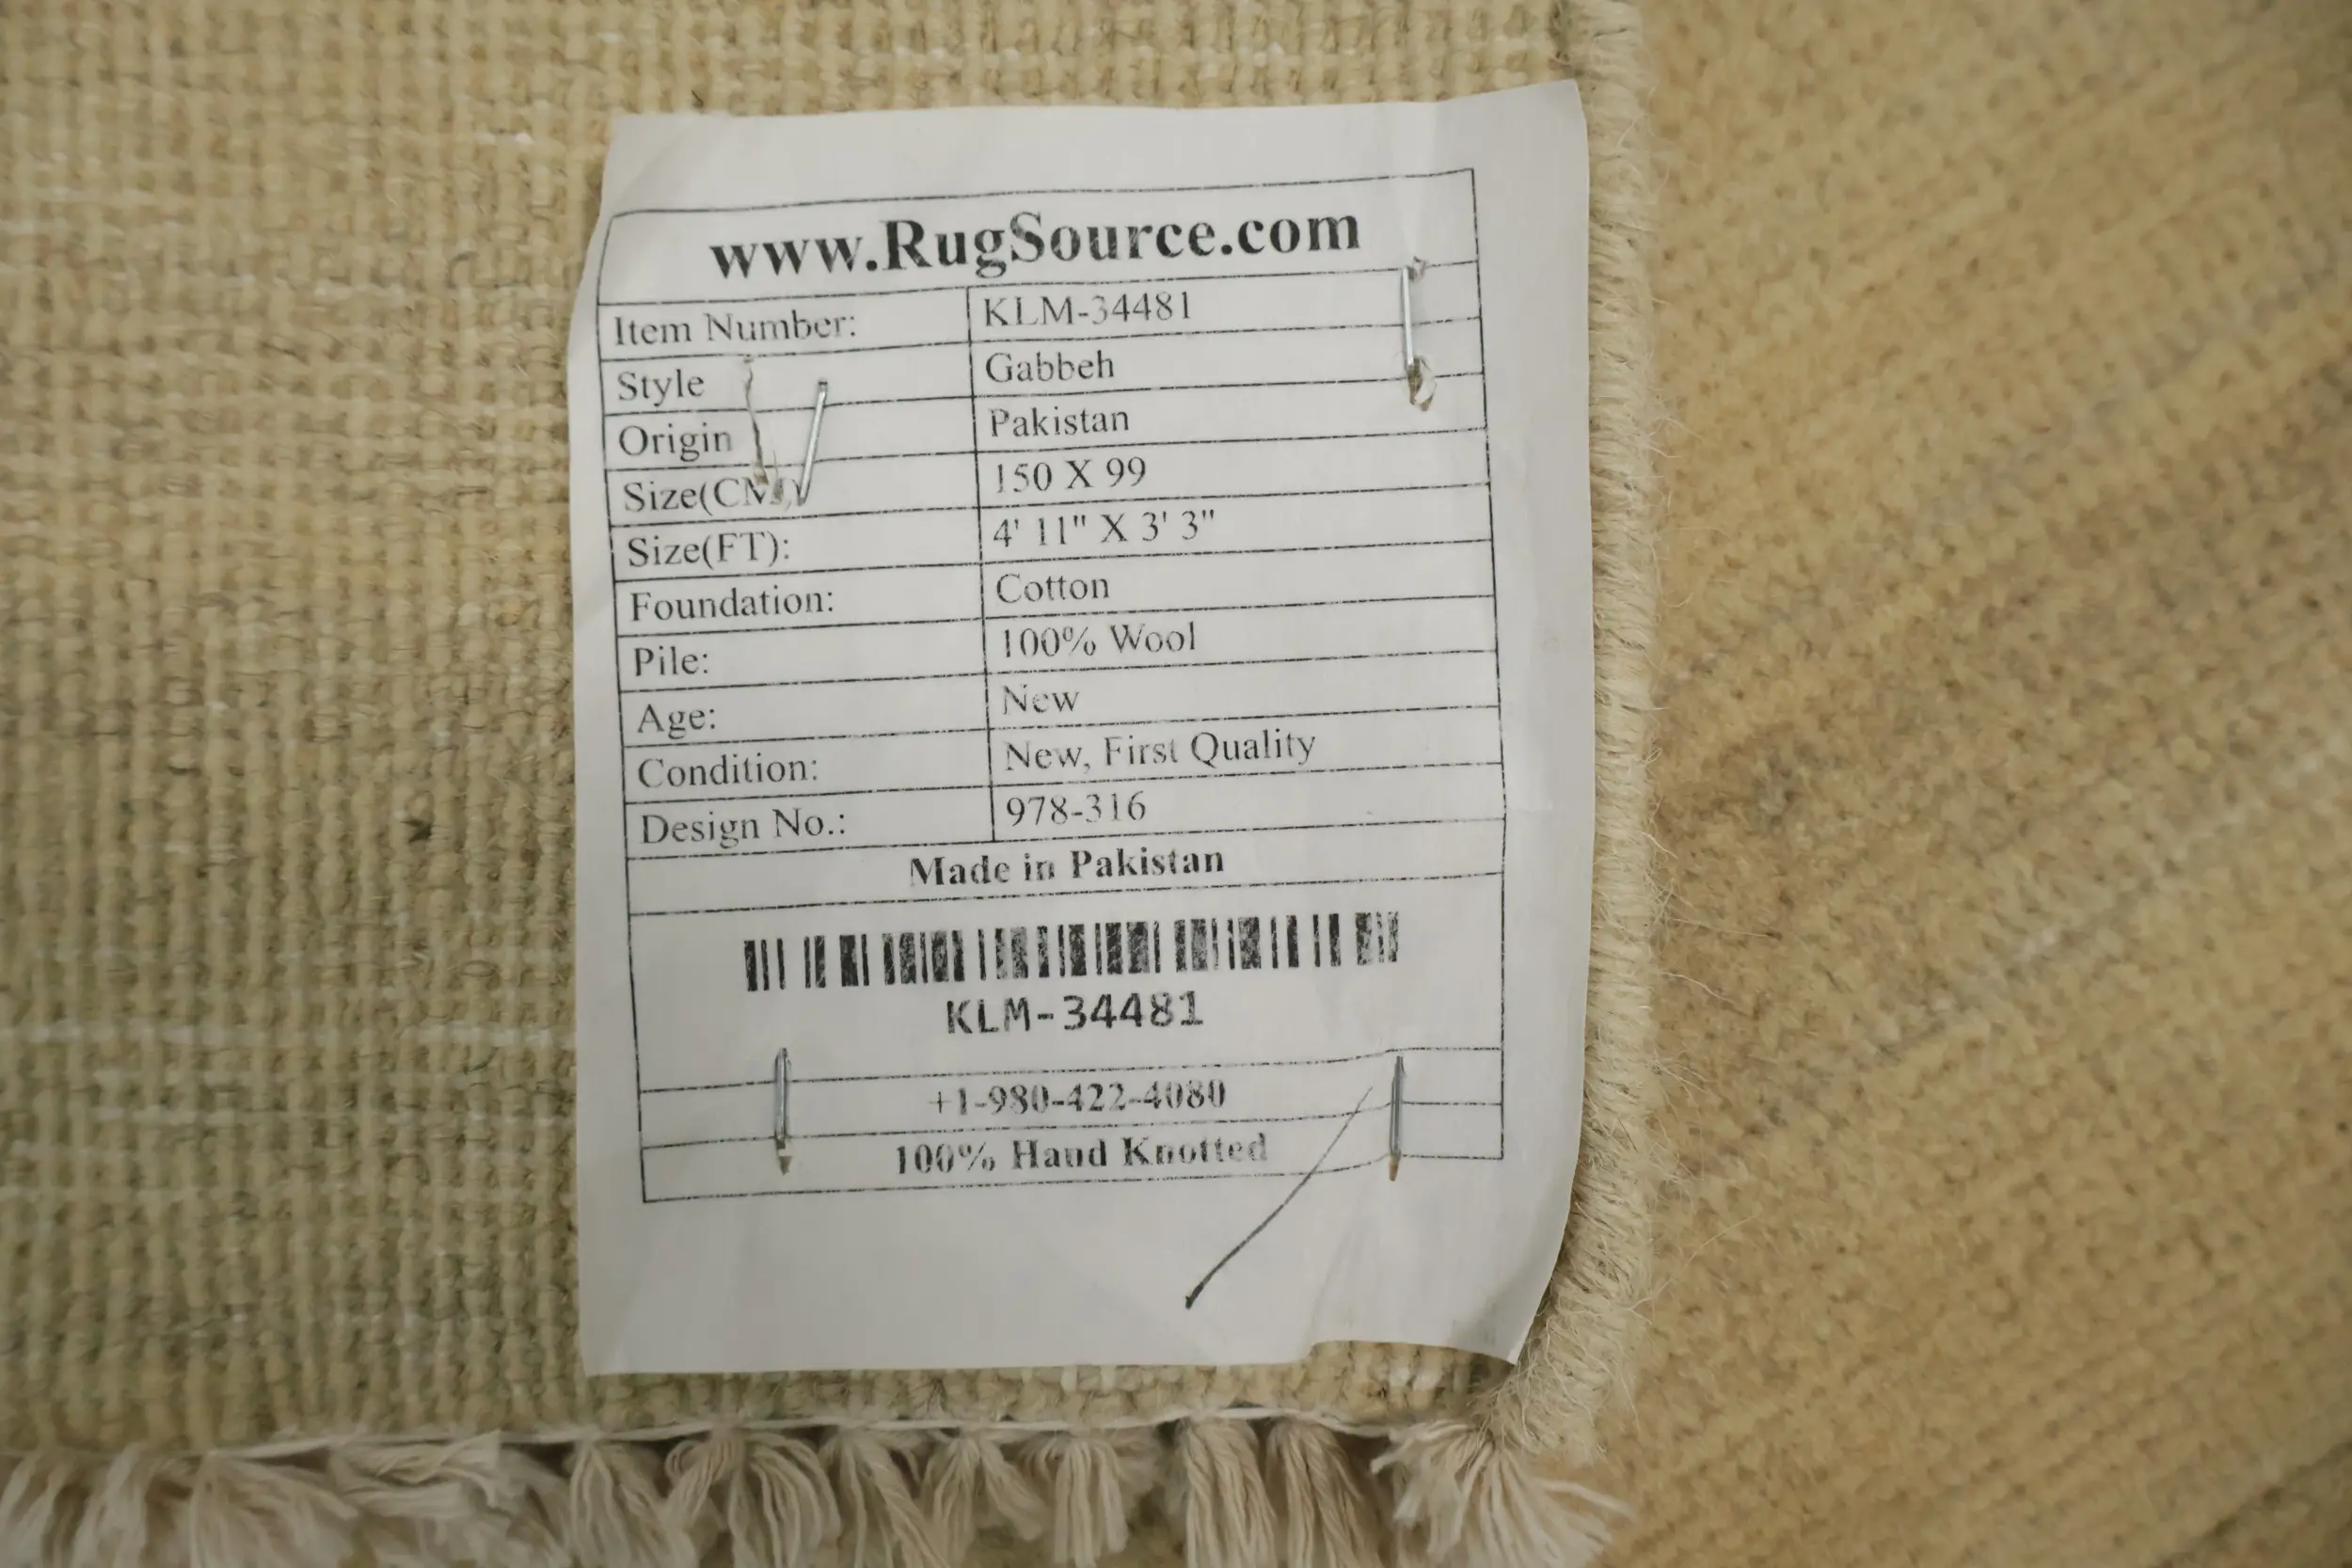 www.RugSource.com
Item Number: KLM-34481
Style Gabbeh
Origin Pakistan
Size(CM) 150 X 99
Size(FT): 4' 11" X 3' 3"
Foundation: Cotton
Pile: 100% Wool
Age: New
Condition: New, First Quality
Design No.: 978-316
Made in Pakistan
KLM-34481
+1-980-422-4080
100% Hand Knotted